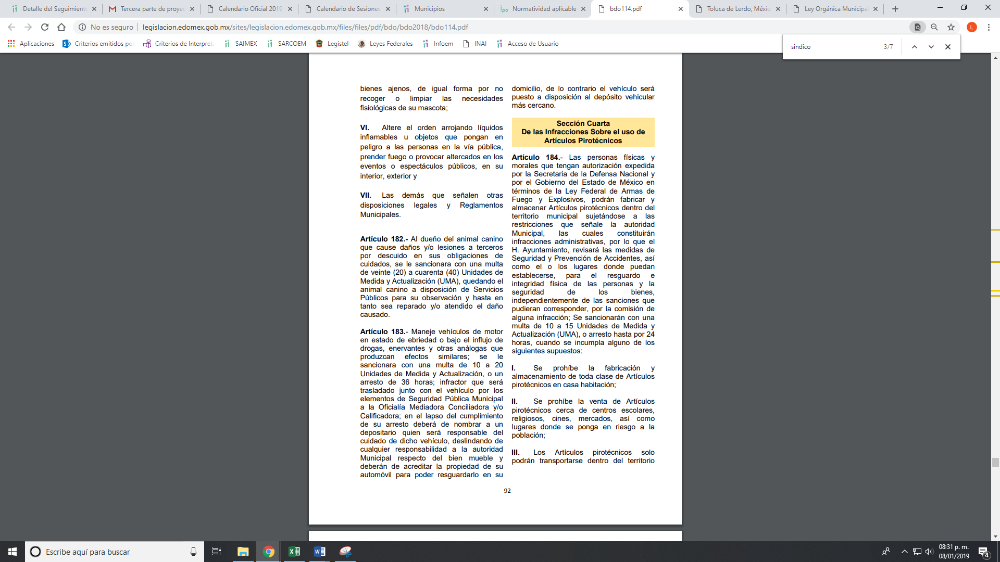 Detalle del Seguimiento
Tercera parte de proyec
Calendario Oficial 2019
Calendario de Sesiones
Municipios
Normatividad aplicable
bdo114.pdf
Toluca de Lerdo, Méxic
Ley Orgánica Municipal
No es seguro
legislacion.edomex.gob.mx/sites/legislacion.edomex.gob.mx/files/files/pdf/bdo/bdo2018/bdo114.pdf
L
Aplicaciones
Criterios emitidos po
Criterios de Interpret
SAIMEX
SARCOEM
Legistel
Leyes Federales
Infoem
INAI
Acceso de Usuario
sindico
3/7
bienes ajenos, de igual forma por no
recoger o limpiar las necesidades
fisiológicas de su mascota;
VI. Altere el orden arrojando líquidos
inflamables u objetos que pongan en
peligro a las personas en la vía pública,
prender fuego o provocar altercados en los
eventos o espectáculos públicos, en su
interior, exterior y
VII. Las demás que señalen otras
disposiciones legales y Reglamentos
Municipales.
Artículo 182.- Al dueño del animal canino
que cause daños y/o lesiones a terceros
por descuido en sus obligaciones de
cuidados, se le sancionara con una multa
de veinte (20) a cuarenta (40) Unidades de
Medida y Actualización (UMA), quedando el
animal canino a disposición de Servicios
Públicos para su observación y hasta en
tanto sea reparado y/o atendido el daño
causado.
Artículo 183.- Maneje vehículos de motor
en estado de ebriedad o bajo el influjo de
drogas, enervantes y otras análogas que
produzcan efectos similares; se le
sancionara con una multa de 10 a 20
Unidades de Medida y Actualización, o un
arresto de 36 horas; infractor que será
trasladado junto con el vehículo por los
elementos de Seguridad Pública Municipal
a la Oficialía Mediadora Conciliadora y/o
Calificadora; en el lapso del cumplimiento
de su arresto deberá de nombrar a un
depositario quien será responsable del
cuidado de dicho vehículo, deslindando de
cualquier responsabilidad a la autoridad
Municipal respecto del bien mueble y
deberán de acreditar la propiedad de su
automóvil para poder resguardarlo en su
domicilio, de lo contrario el vehículo será
puesto a disposición al depósito vehicular
más cercano.
Sección Cuarta
De las Infracciones Sobre el uso de
Artículos Pirotécnicos
Artículo 184.- Las personas físicas y
morales que tengan autorización expedida
por la Secretaria de la Defensa Nacional y
por el Gobierno del Estado de México en
términos de la Ley Federal de Armas de
Fuego y Explosivos, podrán fabricar y
almacenar Artículos pirotécnicos dentro del
territorio municipal sujetándose a las
restricciones que señale la autoridad
Municipal, las cuales constituirán
infracciones administrativas, por lo que el
H. Ayuntamiento, revisará las medidas de
Seguridad y Prevención de Accidentes, así
como el o los lugares donde puedan
establecerse, para el resguardo e
integridad física de las personas y la
seguridad de los bienes,
independientemente de las sanciones que
pudieran corresponder, por la comisión de
alguna infracción; Se sancionarán con una
multa de 10 a 15 Unidades de Medida y
Actualización (UMA), o arresto hasta por 24
horas, cuando se incumpla alguno de los
siguientes supuestos:
I. Se prohíbe la fabricación y
almacenamiento de toda clase de Artículos
pirotécnicos en casa habitación;
II. Se prohíbe la venta de Artículos
pirotécnicos cerca de centros escolares,
religiosos, cines, mercados, así como
lugares donde se ponga en riesgo a la
población;
III. Los Artículos pirotécnicos solo
podrán transportarse dentro del territorio
92
Escribe aquí para buscar
08:31 p. m.
08/01/2019
4